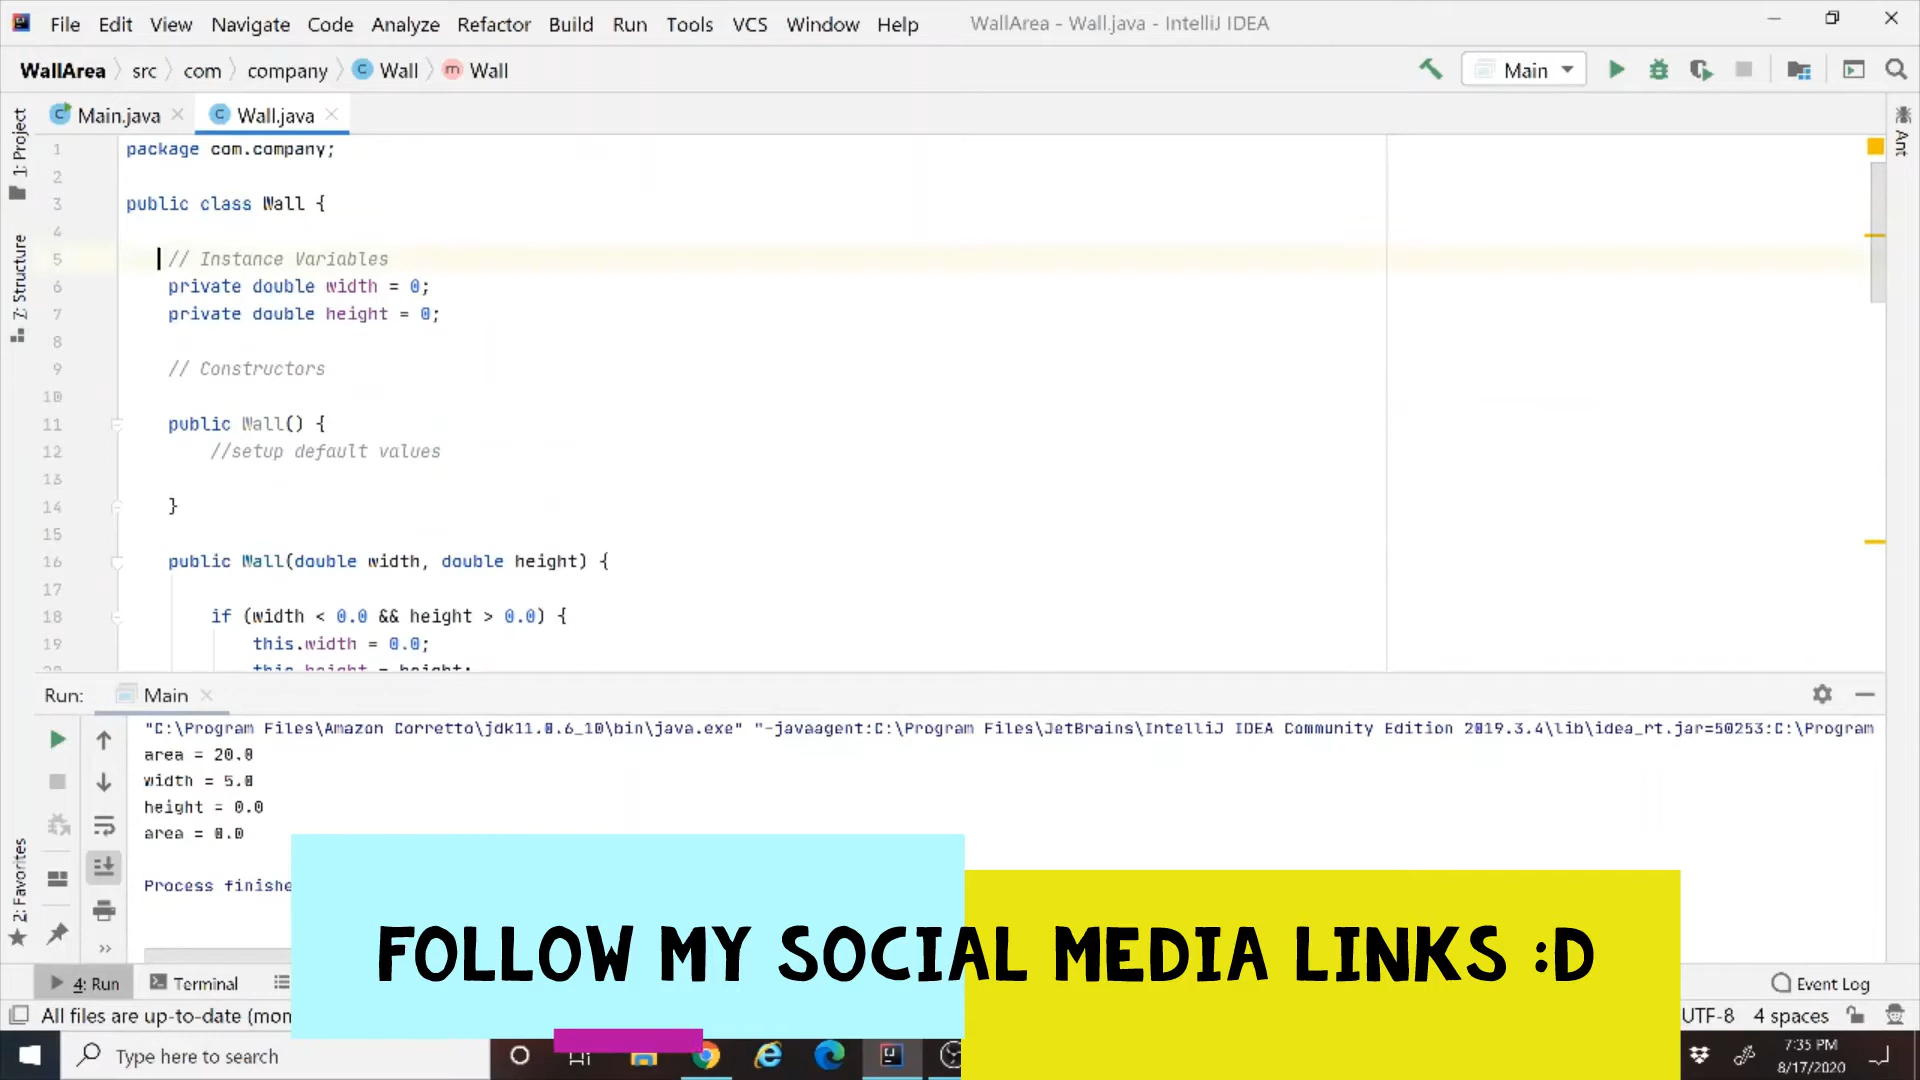 File Edit View Navigate Code Analyze Refactor Build Run Tools VCS Window Help WallArea - Wall.java - IntelliJ IDEA
WallArea src com company C Wall m Wall Main
Main.java Wall.java
1: Project
7: Structure
2: Favorites
Ant
1 package com.company;
2
3 public class Wall {
4
5 // Instance Variables
6 private double width = 0;
7 private double height = 0;
8
9 // Constructors
10
11 public Wall() {
12 //setup default values
13
14 }
15
16 public Wall(double width, double height) {
17
18 if (width < 0.0 && height > 0.0) {
19 this.width = 0.0;
20 this.height = height;
Run: Main
"C:\Program Files\Amazon Corretto\jdk11.0.6_10\bin\java.exe" "-javaagent:C:\Program Files\JetBrains\IntelliJ IDEA Community Edition 2019.3.4\lib\idea_rt.jar=50253:C:\Program
area = 20.0
width = 5.0
height = 0.0
area = 0.0
Process finishe
FOLLOW MY SOCIAL MEDIA LINKS :D
4: Run Terminal Event Log
All files are up-to-date (mon UTF-8 4 spaces
Type here to search
7:35 PM
8/17/2020